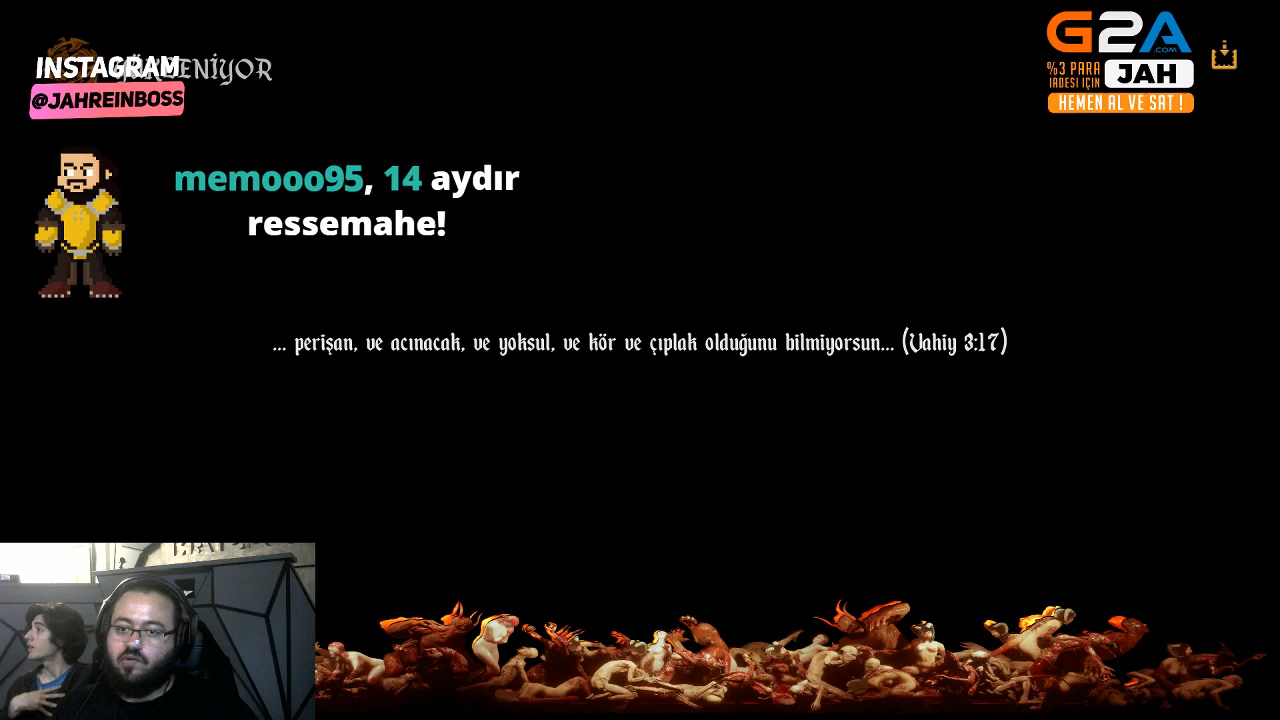 INSTAGRAM
@JAHREINBOSS
G2A
.COM
%3 PARA
İADESİ İÇİN
JAH
HEMEN AL VE SAT !
memooo95, 14 aydır
ressemahe!
... perişan, ve acınacak, ve yoksul, ve kör ve çıplak olduğunu bilmiyorsun... (Vahiy 3:17)